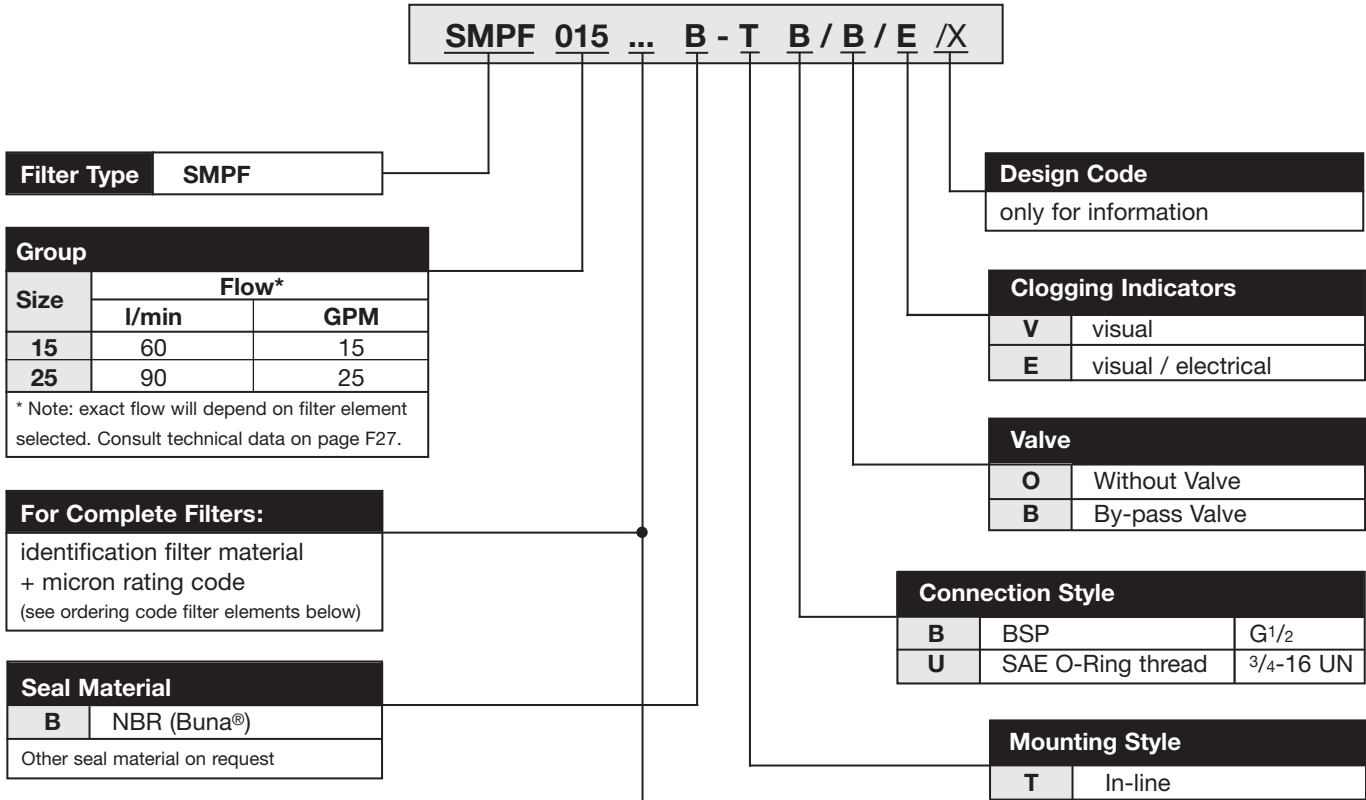 SMPF 015 ... B - T B / B / E /X
Filter Type SMPF
Group
Size Flow*
l/min GPM
15 60 15
25 90 25
* Note: exact flow will depend on filter element
selected. Consult technical data on page F27.
For Complete Filters:
identification filter material
+ micron rating code
(see ordering code filter elements below)
Seal Material
B NBR (Buna®)
Other seal material on request
Design Code
only for information
Clogging Indicators
V visual
E visual / electrical
Valve
O Without Valve
B By-pass Valve
Connection Style
B BSP G1/2
U SAE O-Ring thread 3/4-16 UN
Mounting Style
T In-line